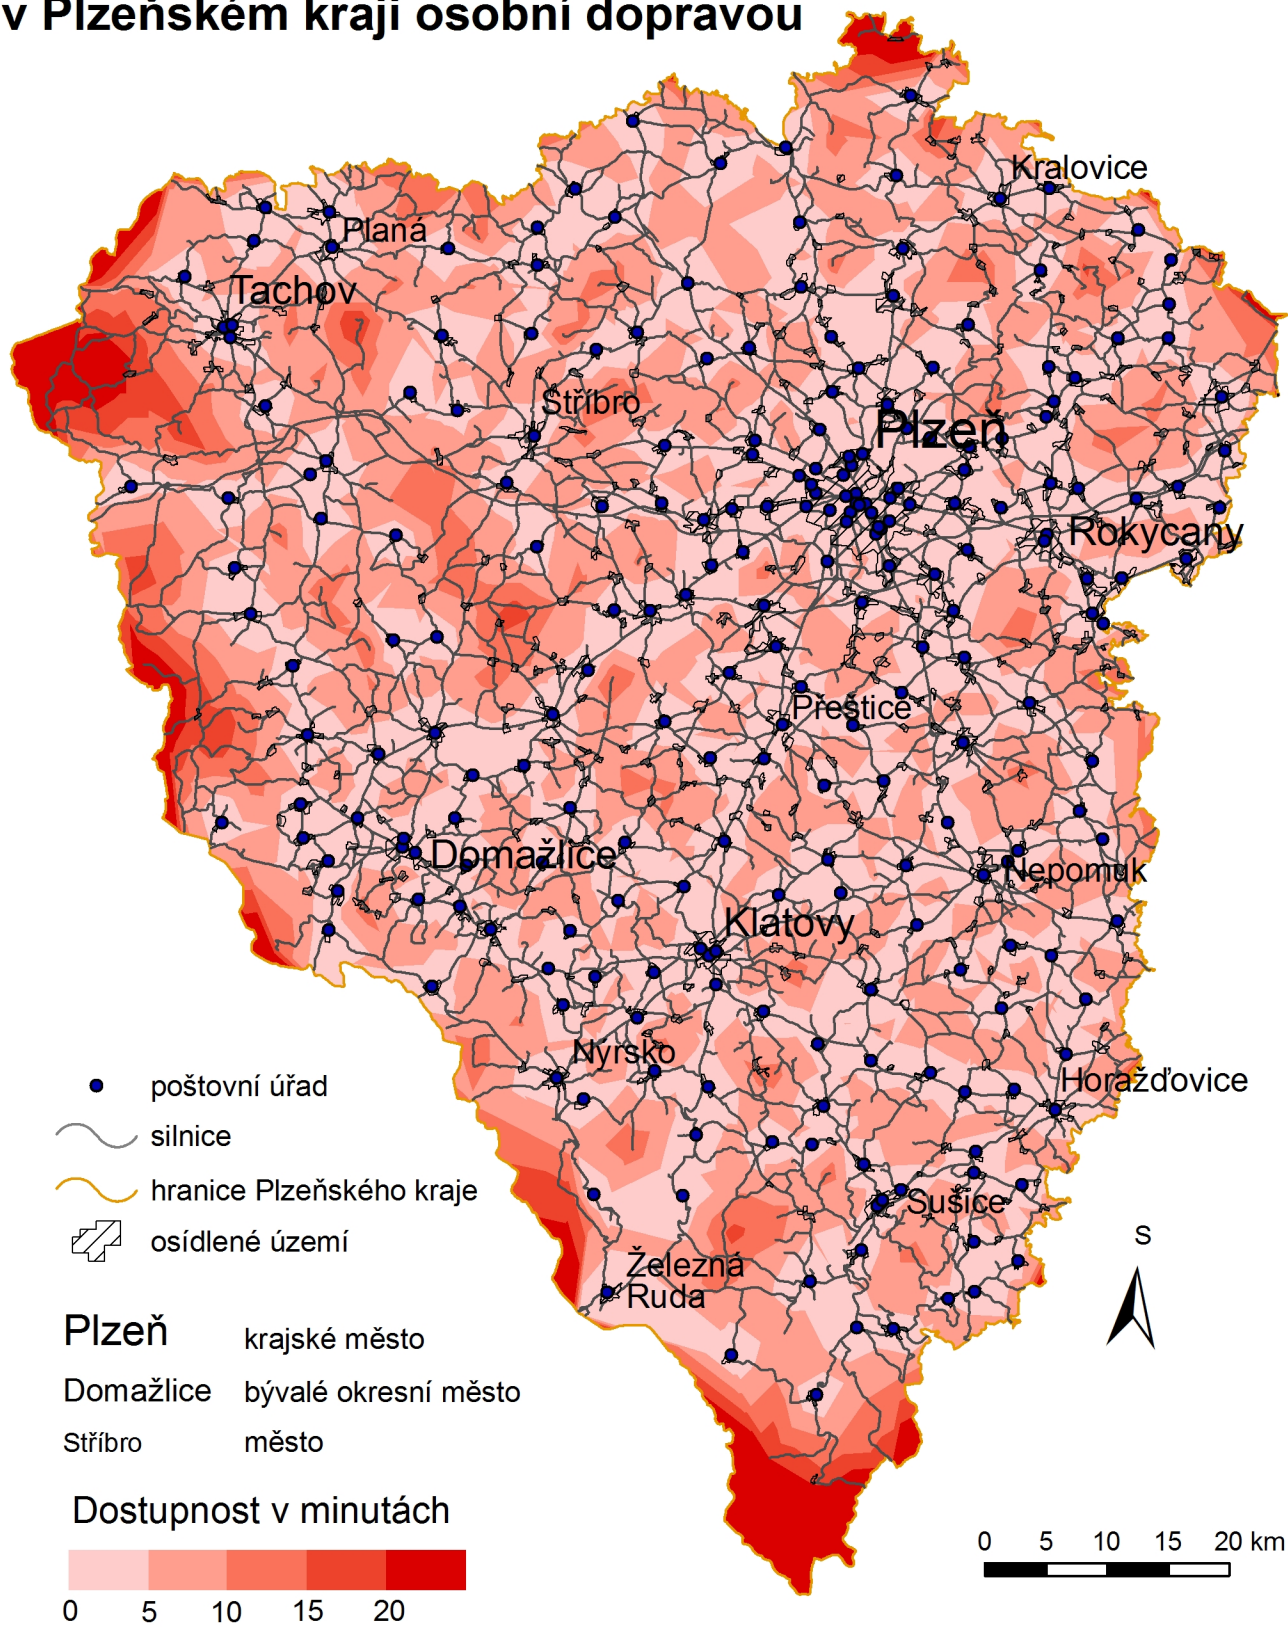 v Plzeňském kraji osobní dopravou
Kralovice
Planá
Tachov
Stříbro
Plzeň
Rokycany
Přeštice
Domažlice
Nepomuk
Klatovy
Nýrsko
Horažďovice
Sušice
Železná
Ruda
poštovní úřad
silnice
hranice Plzeňského kraje
osídlené území
S
Plzeň krajské město
Domažlice bývalé okresní město
Stříbro město
Dostupnost v minutách
0 5 10 15 20
0 5 10 15 20 km